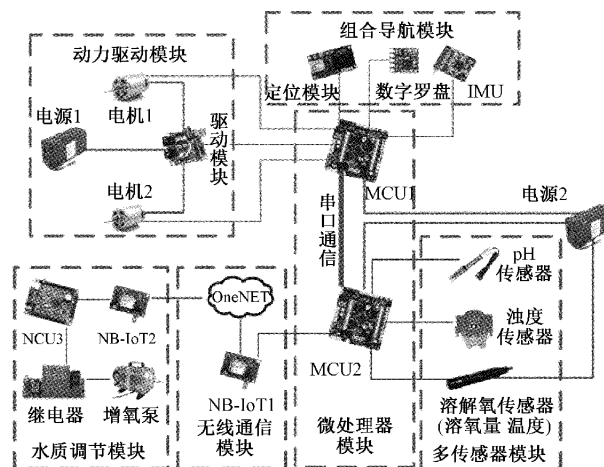 组合导航模块
动力驱动模块
定位模块
数字罗盘
IMU
电源1
电机1
驱动模块
电机2
MCU1
电源2
串口通信
pH
传感器
OneNET
NCU3
NB-IoT2
浊度
传感器
MCU2
继电器
增氧泵
NB-IoT1
无线通信
模块
微处理器
模块
溶解氧传感器
(溶氧量 温度)
水质调节模块
多传感器模块